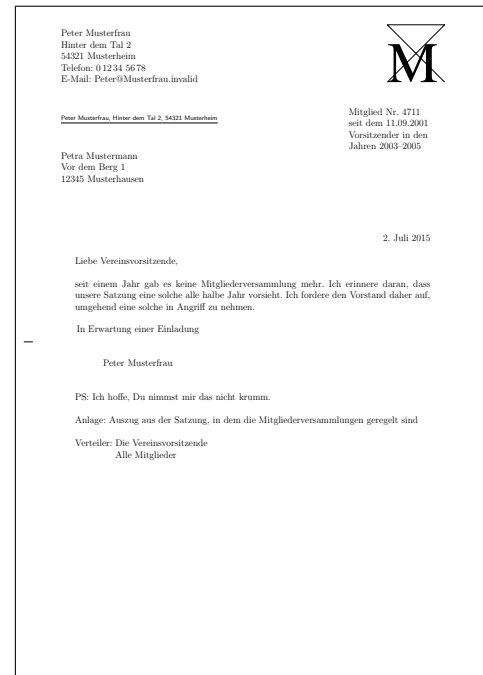 Peter Musterfrau
Hinter dem Tal 2
54321 Musterheim
Telefon: 0 12 34 56 78
E-Mail: Peter@Musterfrau.invalid
M
Peter Musterfrau, Hinter dem Tal 2, 54321 Musterheim
Mitglied Nr. 4711
seit dem 11.09.2001
Vorsitzender in den
Jahren 2003–2005
Petra Mustermann
Vor dem Berg 1
12345 Musterhausen
2. Juli 2015
Liebe Vereinsvorsitzende,
seit einem Jahr gab es keine Mitgliederversammlung mehr. Ich erinnere daran, dass
unsere Satzung eine solche alle halbe Jahr vorsieht. Ich fordere den Vorstand daher auf,
umgehend eine solche in Angriff zu nehmen.
In Erwartung einer Einladung
Peter Musterfrau
PS: Ich hoffe, Du nimmst mir das nicht krumm.
Anlage: Auszug aus der Satzung, in dem die Mitgliederversammlungen geregelt sind
Verteiler: Die Vereinsvorsitzende
Alle Mitglieder